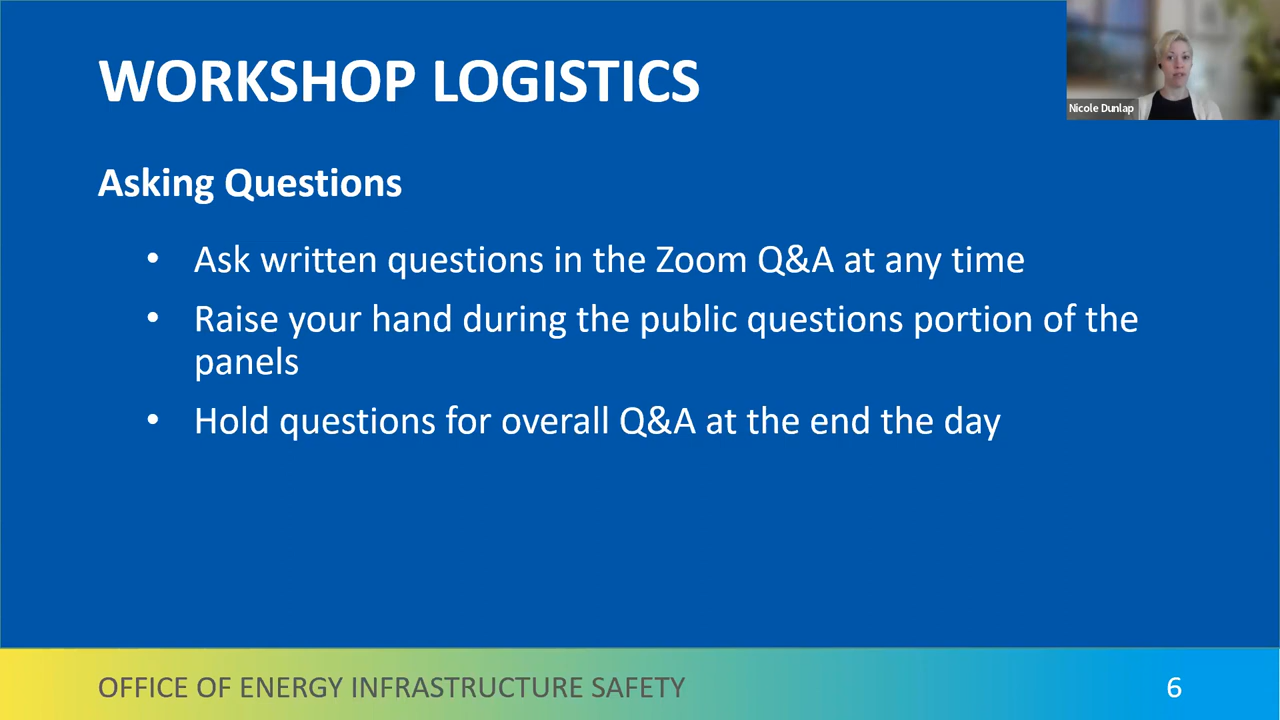 WORKSHOP LOGISTICS
Nicole Dunlap
Asking Questions
• Ask written questions in the Zoom Q&A at any time
• Raise your hand during the public questions portion of the
panels
• Hold questions for overall Q&A at the end the day
OFFICE OF ENERGY INFRASTRUCTURE SAFETY
6